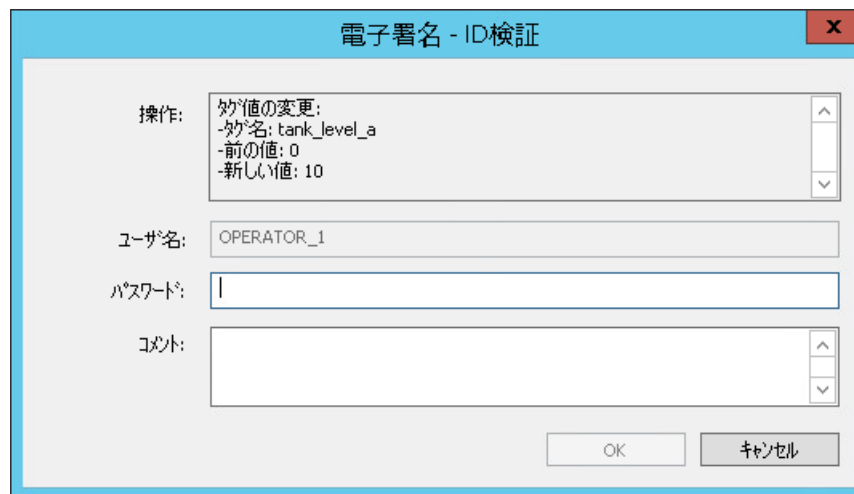 電子署名 - ID検証
x
操作:
ﾀｸﾞ値の変更:
-ﾀｸﾞ名: tank_level_a
-前の値: 0
-新しい値: 10
ﾕｰｻﾞ名:
OPERATOR_1
ﾊﾟｽﾜｰﾄﾞ:
ｺﾒﾝﾄ:
OK
ｷｬﾝｾﾙ